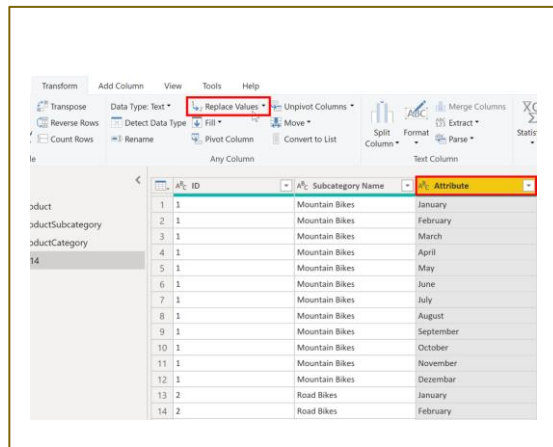 Transform Add Column View Tools Help
Transpose Data Type: Text Replace Values Unpivot Columns Merge Columns
Reverse Rows Detect Data Type Fill Move Split Column Format ABC Extract
Count Rows Rename Pivot Column Convert to List Parse
Any Column Text Column
ID Subcategory Name Attribute
1 1 Mountain Bikes January
2 1 Mountain Bikes February
3 1 Mountain Bikes March
4 1 Mountain Bikes April
5 1 Mountain Bikes May
6 1 Mountain Bikes June
7 1 Mountain Bikes July
8 1 Mountain Bikes August
9 1 Mountain Bikes September
10 1 Mountain Bikes October
11 1 Mountain Bikes November
12 1 Mountain Bikes Dezembar
13 2 Road Bikes January
14 2 Road Bikes February
oduct
oductSubcategory
oductCategory
14